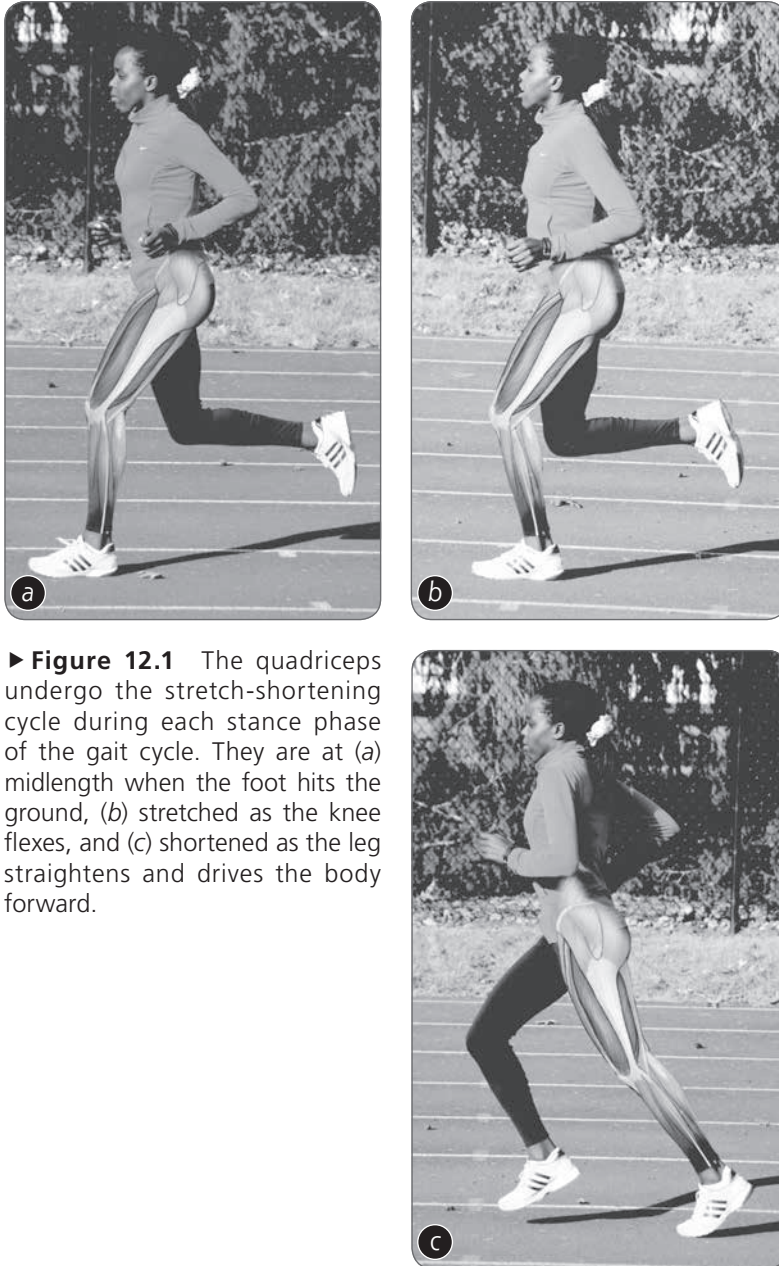 a
b
▶ Figure 12.1 The quadriceps
undergo the stretch-shortening
cycle during each stance phase
of the gait cycle. They are at (a)
midlength when the foot hits the
ground, (b) stretched as the knee
flexes, and (c) shortened as the leg
straightens and drives the body
forward.
c